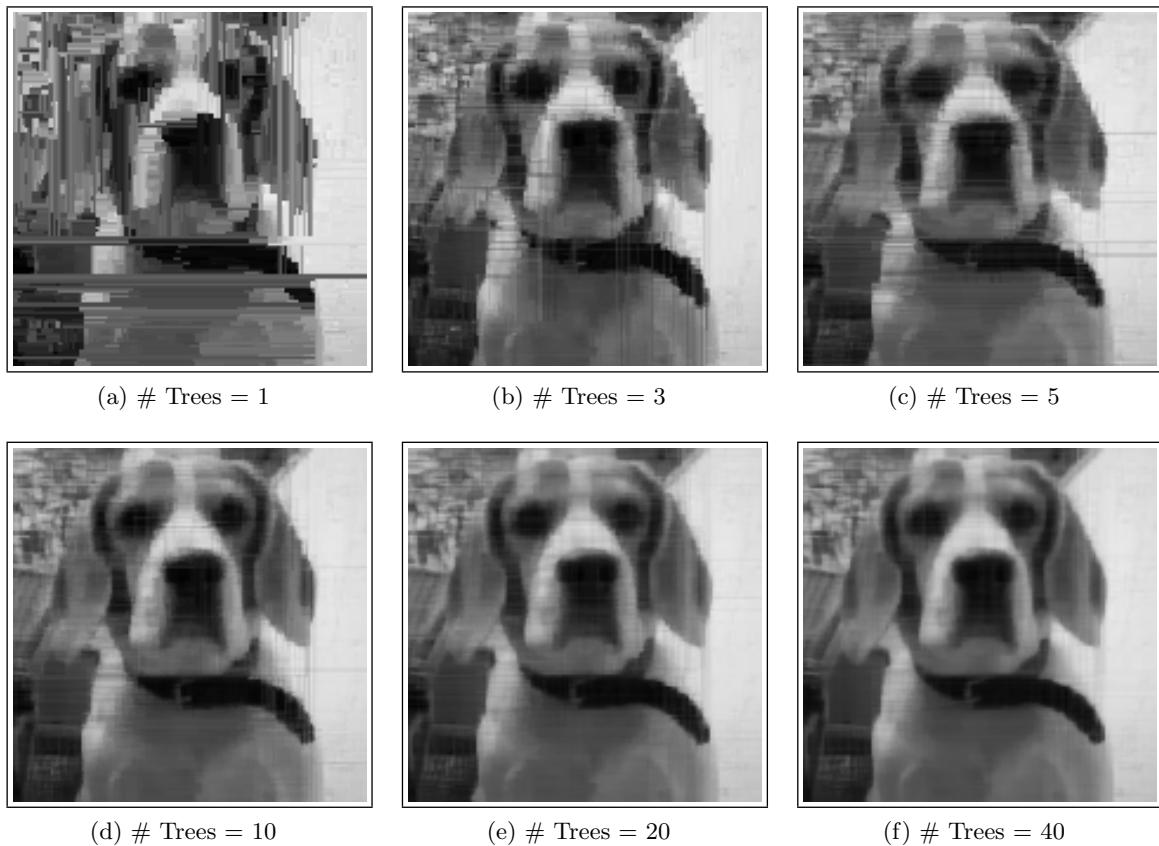 (a) # Trees = 1
(b) # Trees = 3
(c) # Trees = 5
(d) # Trees = 10
(e) # Trees = 20
(f) # Trees = 40